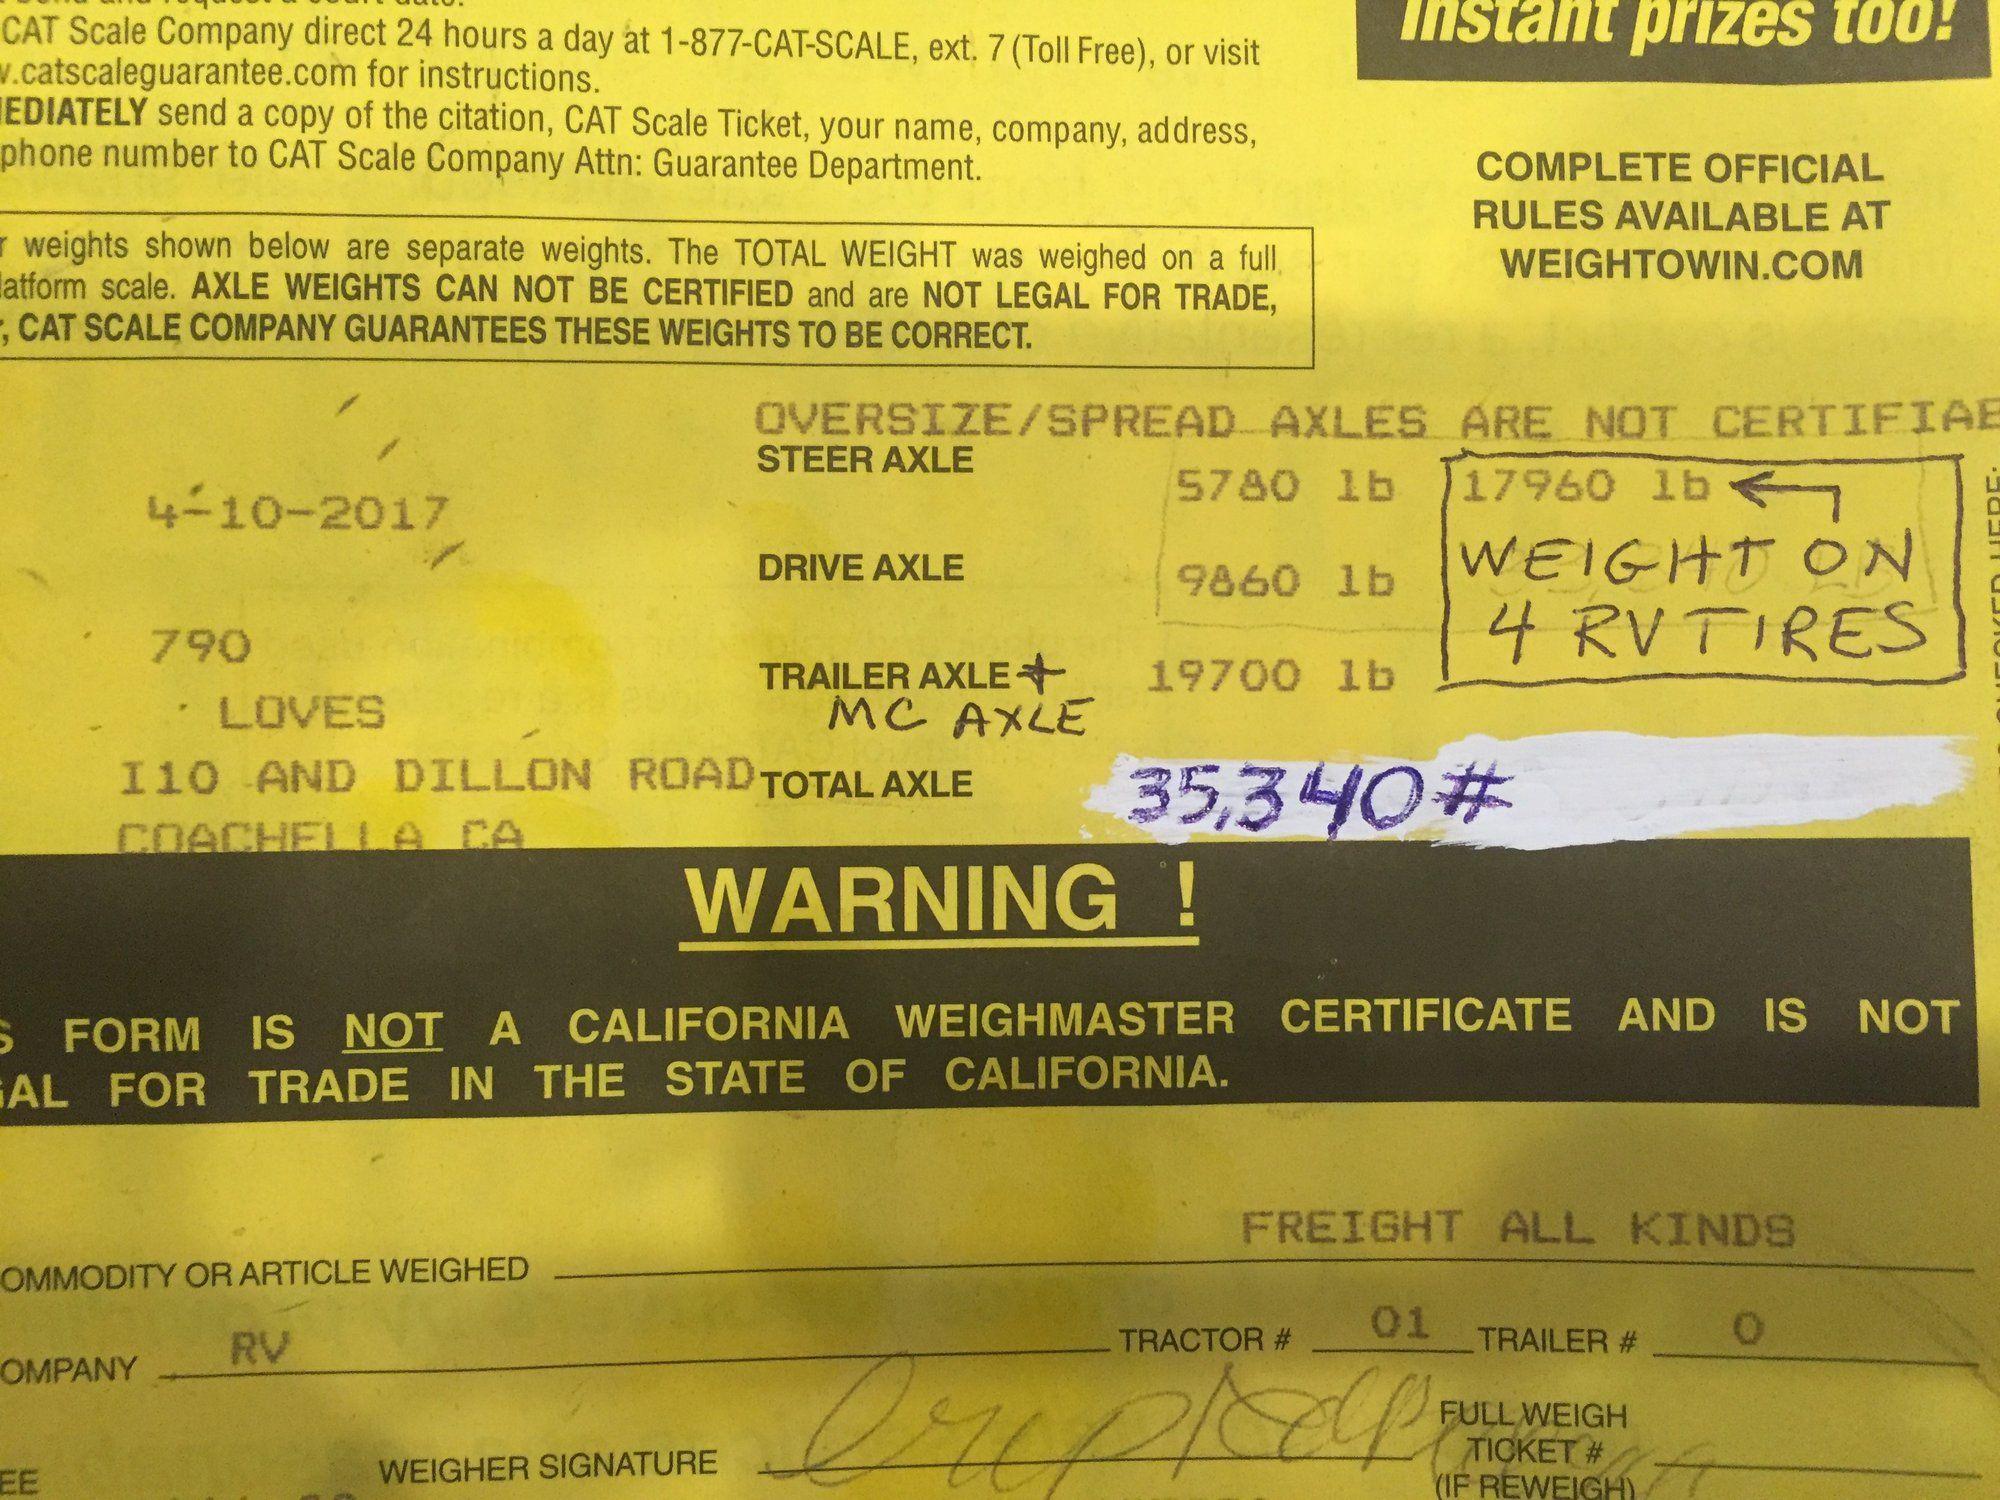 Instant prizes too!
CAT Scale Company direct 24 hours a day at 1-877-CAT-SCALE, ext. 7 (Toll Free), or visit
.catscaleguarantee.com for instructions.
EDIATELY send a copy of the citation, CAT Scale Ticket, your name, company, address,
phone number to CAT Scale Company Attn: Guarantee Department.
COMPLETE OFFICIAL
RULES AVAILABLE AT
WEIGHTOWIN.COM
r weights shown below are separate weights. The TOTAL WEIGHT was weighed on a full
latform scale. AXLE WEIGHTS CAN NOT BE CERTIFIED and are NOT LEGAL FOR TRADE,
, CAT SCALE COMPANY GUARANTEES THESE WEIGHTS TO BE CORRECT.
OVERSIZE/SPREAD AXLES ARE NOT CERTIFIAB
STEER AXLE 5780 lb 17960 lb
4-10-2017
WEIGHT ON
DRIVE AXLE 9860 lb
4 RV TIRES
790
TRAILER AXLE + 19700 lb
MC AXLE
LOVES
I10 AND DILLON ROAD
TOTAL AXLE 35,340#
COACHELLA CA
WARNING !
S FORM IS NOT A CALIFORNIA WEIGHMASTER CERTIFICATE AND IS NOT
GAL FOR TRADE IN THE STATE OF CALIFORNIA.
FREIGHT ALL KINDS
OMMODITY OR ARTICLE WEIGHED
OMPANY RV TRACTOR # 01 TRAILER # 0
FULL WEIGH
WEIGHER SIGNATURE TICKET #
(IF REWEIGH)
EE